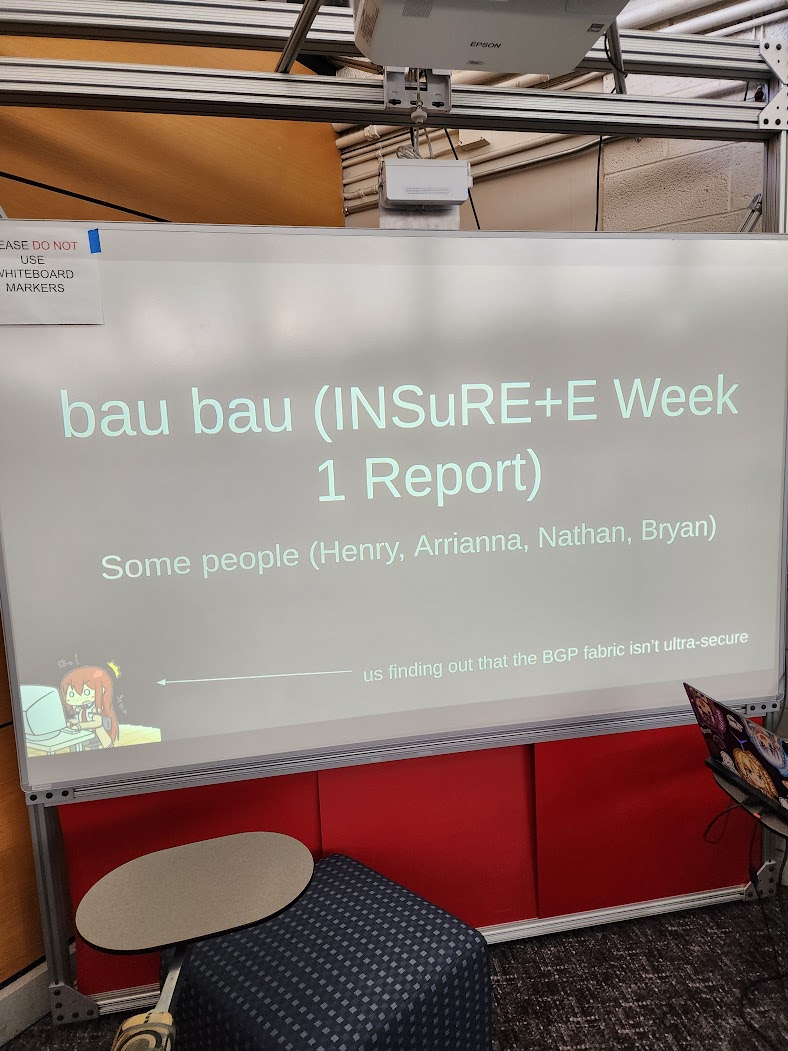 EPSON
EASE DO NOT
USE
WHITEBOARD
MARKERS
bau bau (INSuRE+E Week
1 Report)
Some people (Henry, Arrianna, Nathan, Bryan)
us finding out that the BGP fabric isn't ultra-secure